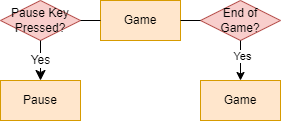 Pause Key
Pressed?
Game
End of
Game?
Yes
Yes
Pause
Game